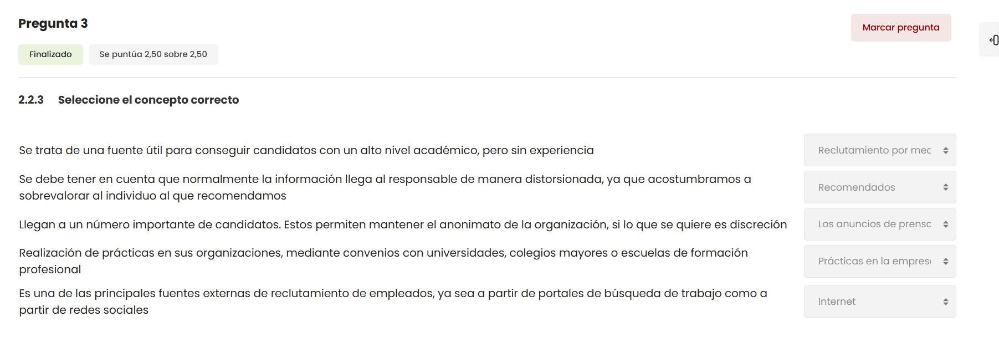 Pregunta 3
Marcar pregunta
Finalizado
Se puntúa 2,50 sobre 2,50
2.2.3 Seleccione el concepto correcto
Se trata de una fuente útil para conseguir candidatos con un alto nivel académico, pero sin experiencia
Reclutamiento por mec
Se debe tener en cuenta que normalmente la información llega al responsable de manera distorsionada, ya que acostumbramos a
sobrevalorar al individuo al que recomendamos
Recomendados
Llegan a un número importante de candidatos. Estos permiten mantener el anonimato de la organización, si lo que se quiere es discreción
Los anuncios de prensa
Realización de prácticas en sus organizaciones, mediante convenios con universidades, colegios mayores o escuelas de formación
profesional
Prácticas en la empresa
Es una de las principales fuentes externas de reclutamiento de empleados, ya sea a partir de portales de búsqueda de trabajo como a
partir de redes sociales
Internet